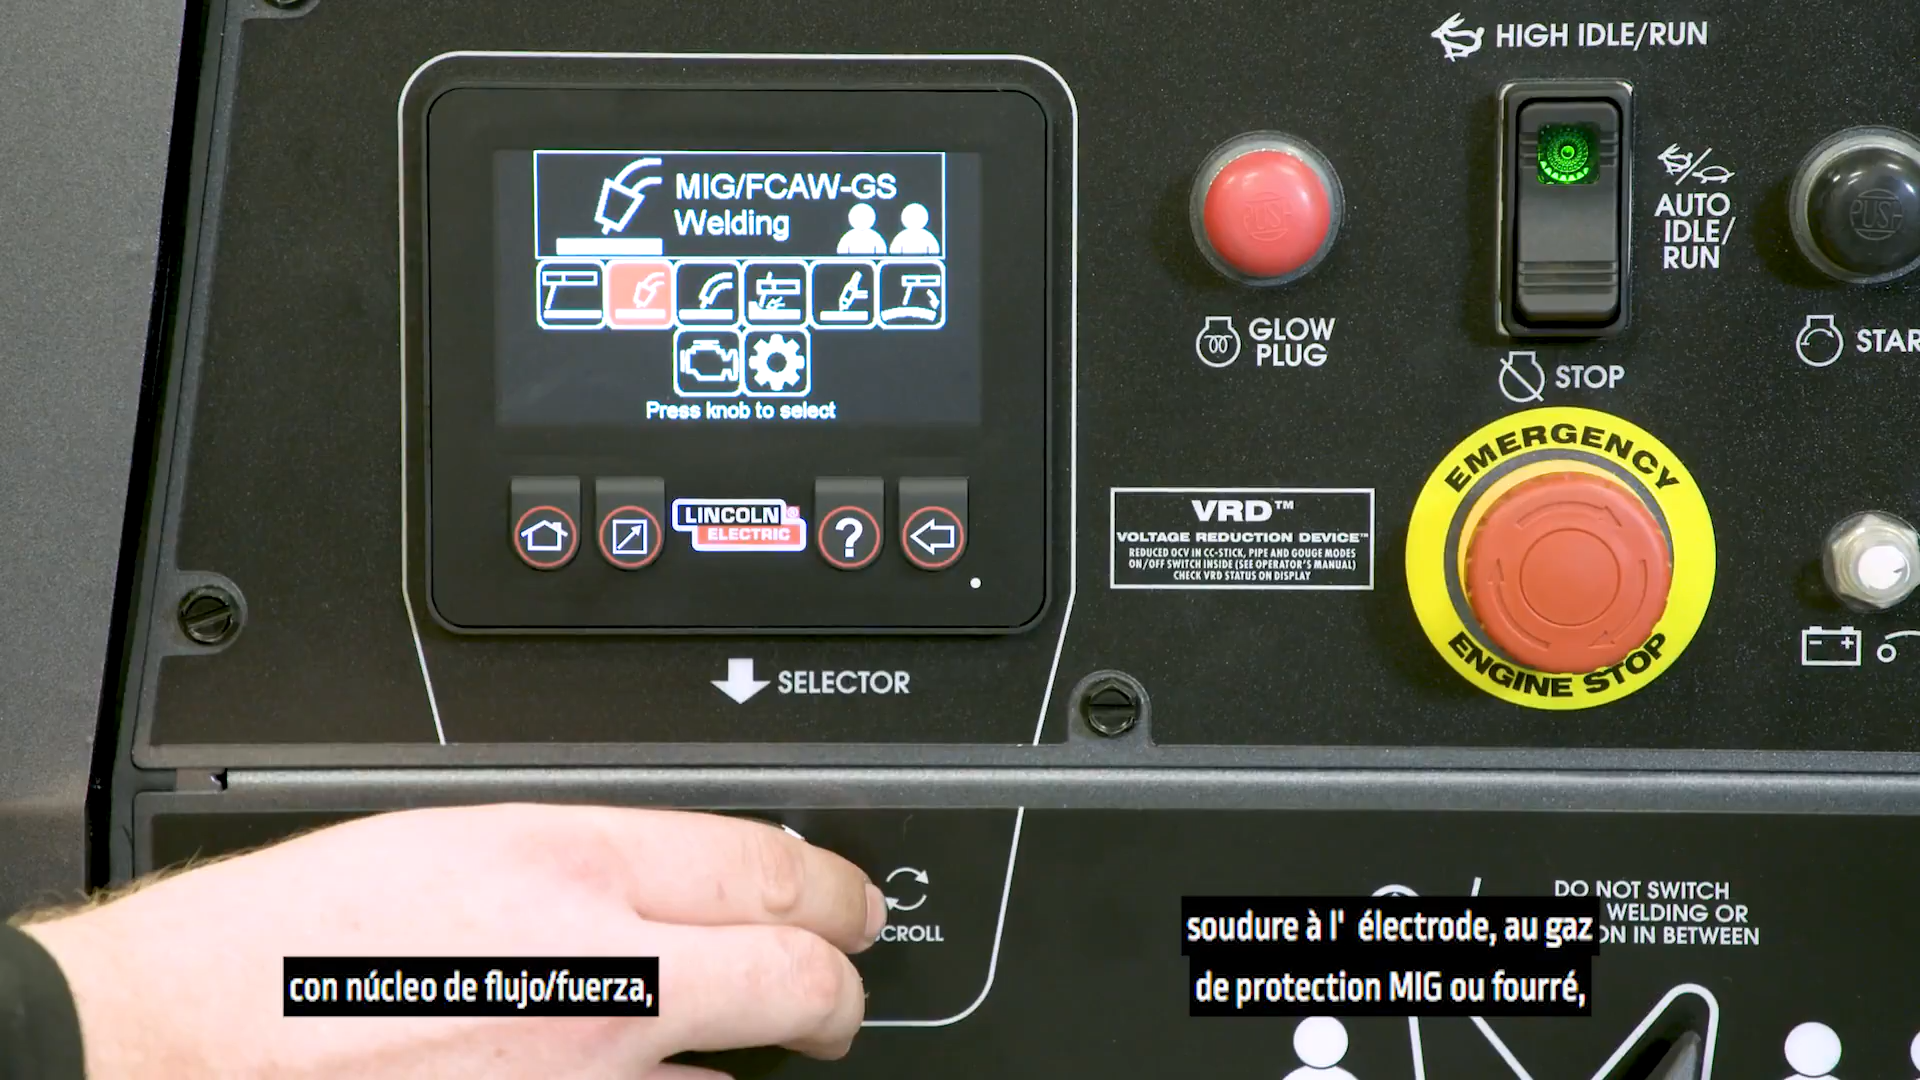 HIGH IDLE/RUN
MIG/FCAW-GS
Welding
Press knob to select
PUSH
GLOW
PLUG
AUTO
IDLE/
RUN
STOP
LINCOLN®
ELECTRIC
?
VRD™
VOLTAGE REDUCTION DEVICE™
REDUCED OCV IN CC-STICK, PIPE AND GOUGE MODES
ON/OFF SWITCH INSIDE (SEE OPERATOR'S MANUAL)
CHECK VRD STATUS ON DISPLAY
EMERGENCY
ENGINE STOP
SELECTOR
DO NOT SWITCH
WELDING OR
IN BETWEEN
con núcleo de flujo/fuerza,
soudure à l' électrode, au gaz
de protection MIG ou fourré,